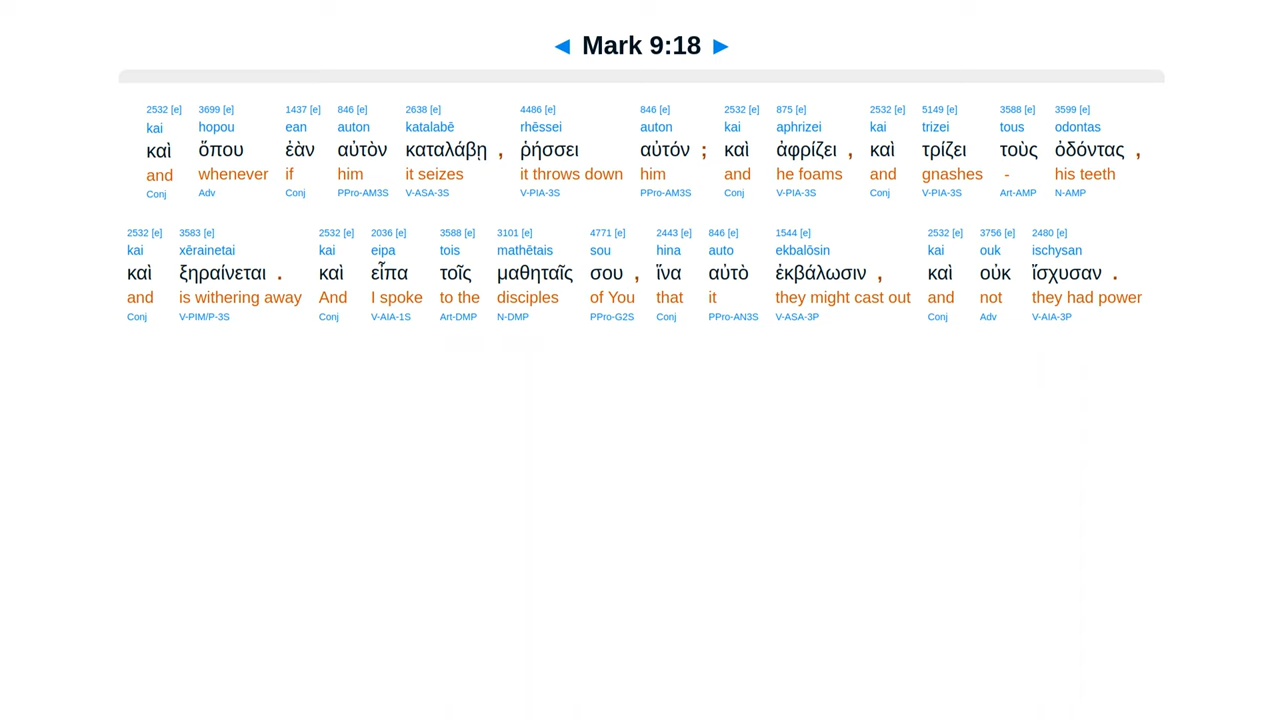 ◄ Mark 9:18 ►
2532 [e] 3699 [e] 1437 [e] 846 [e] 2638 [e] 4486 [e] 846 [e] 2532 [e] 875 [e] 2532 [e] 5149 [e] 3588 [e] 3599 [e]
kai hopou ean auton katalabē rhēssei auton kai aphrizei kai trizei tous odontas
καὶ ὅπου ἐὰν αὐτὸν καταλάβῃ , ῥήσσει αὐτόν ; καὶ ἀφρίζει , καὶ τρίζει τοὺς ὀδόντας ,
and whenever if him it seizes it throws down him and he foams and gnashes - his teeth
Conj Adv Conj PPro-AM3S V-ASA-3S V-PIA-3S PPro-AM3S Conj V-PIA-3S Conj V-PIA-3S Art-AMP N-AMP
2532 [e] 3583 [e] 2532 [e] 2036 [e] 3588 [e] 3101 [e] 4771 [e] 2443 [e] 846 [e] 1544 [e] 2532 [e] 3756 [e] 2480 [e]
kai xērainetai kai eipa tois mathētais sou hina auto ekbalōsin kai ouk ischysan
καὶ ξηραίνεται . καὶ εἶπα τοῖς μαθηταῖς σου , ἵνα αὐτὸ ἐκβάλωσιν , καὶ οὐκ ἴσχυσαν .
and is withering away And I spoke to the disciples of You that it they might cast out and not they had power
Conj V-PIM/P-3S Conj V-AIA-1S Art-DMP N-DMP PPro-G2S Conj PPro-AN3S V-ASA-3P Conj Adv V-AIA-3P